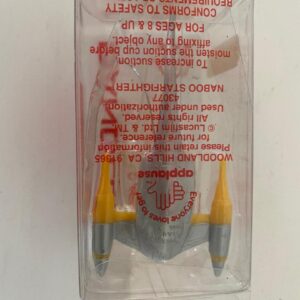 Everyone loves to get
applause
WOODLAND HILLS, CA 91365
Please retain this information
for future reference.
© Lucasfilm Ltd. & TM.
All rights reserved.
Used under authorization.
43077
NABOO STARFIGHTER
To increase suction,
moisten the suction cup before
affixing to any object.
FOR AGES 8 & UP.
CONFORMS TO SAFETY